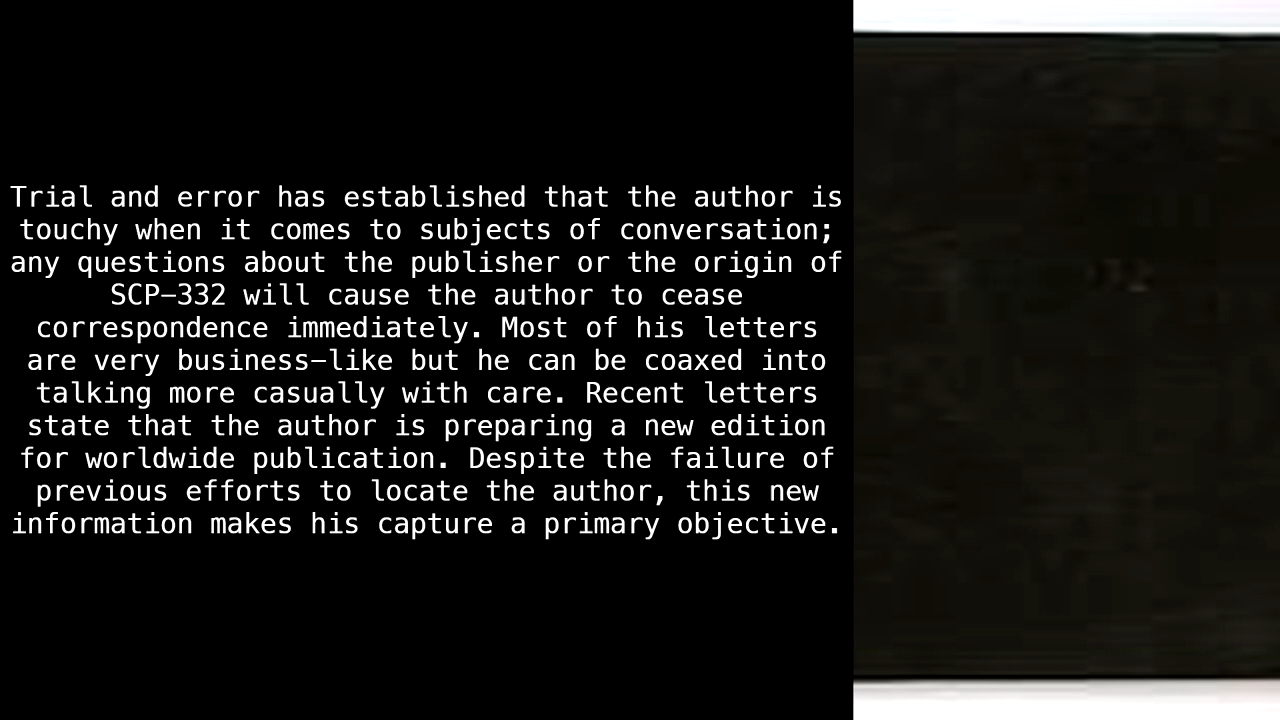 Trial and error has established that the author is
touchy when it comes to subjects of conversation;
any questions about the publisher or the origin of
SCP–332 will cause the author to cease
correspondence immediately. Most of his letters
are very business–like but he can be coaxed into
talking more casually with care. Recent letters
state that the author is preparing a new edition
for worldwide publication. Despite the failure of
previous efforts to locate the author, this new
information makes his capture a primary objective.